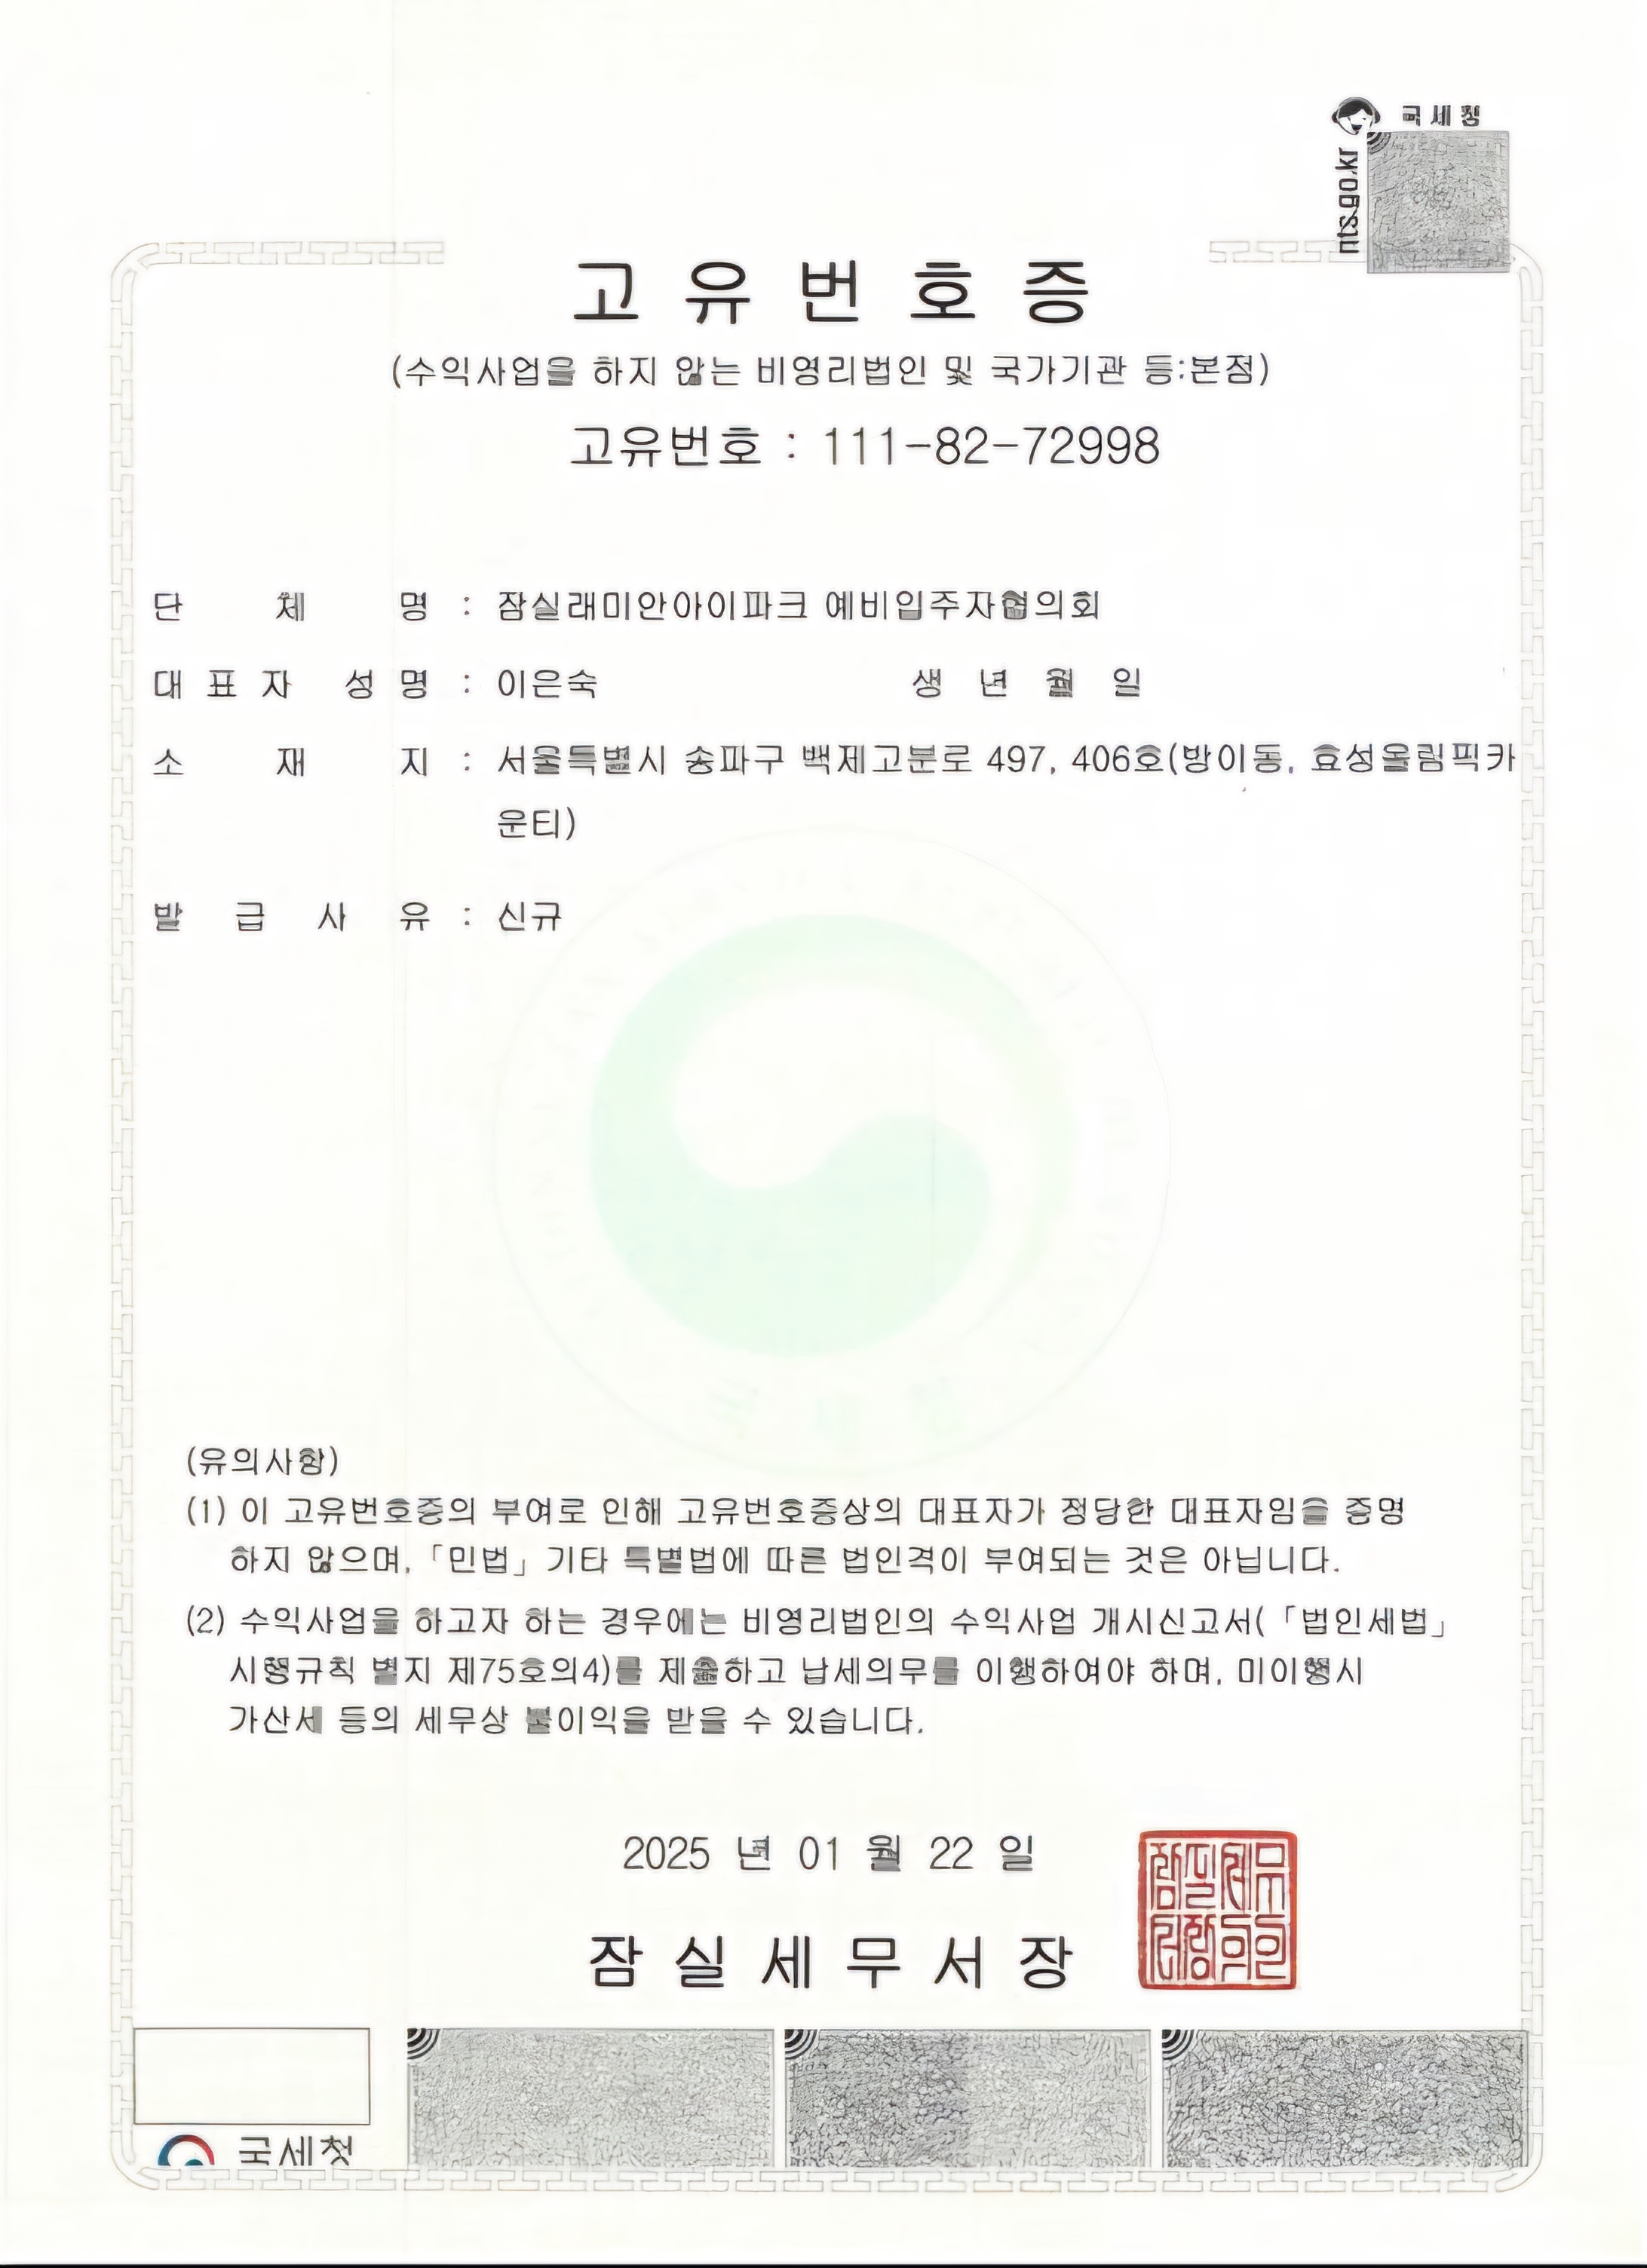 국세청
nts.go.kr
고유번호증
(수익사업을 하지 않는 비영리법인 및 국가기관 등:본점)
고유번호 : 111-82-72998
단 체 명 : 잠실래미안아이파크 예비입주자협의회
대표자 성명 : 이은숙 생년월일
소 재 지 : 서울특별시 송파구 백제고분로 497, 406호(방이동, 효성올림픽카
운티)
발 급 사 유 : 신규
(유의사항)
(1) 이 고유번호증의 부여로 인해 고유번호증상의 대표자가 정당한 대표자임을 증명
하지 않으며, 「민법」 기타 특별법에 따른 법인격이 부여되는 것은 아닙니다.
(2) 수익사업을 하고자 하는 경우에는 비영리법인의 수익사업 개시신고서(「법인세법」
시행규칙 별지 제75호의4)를 제출하고 납세의무를 이행하여야 하며, 미이행시
가산세 등의 세무상 불이익을 받을 수 있습니다.
2025 년 01 월 22 일
잠실세무서장
국세청